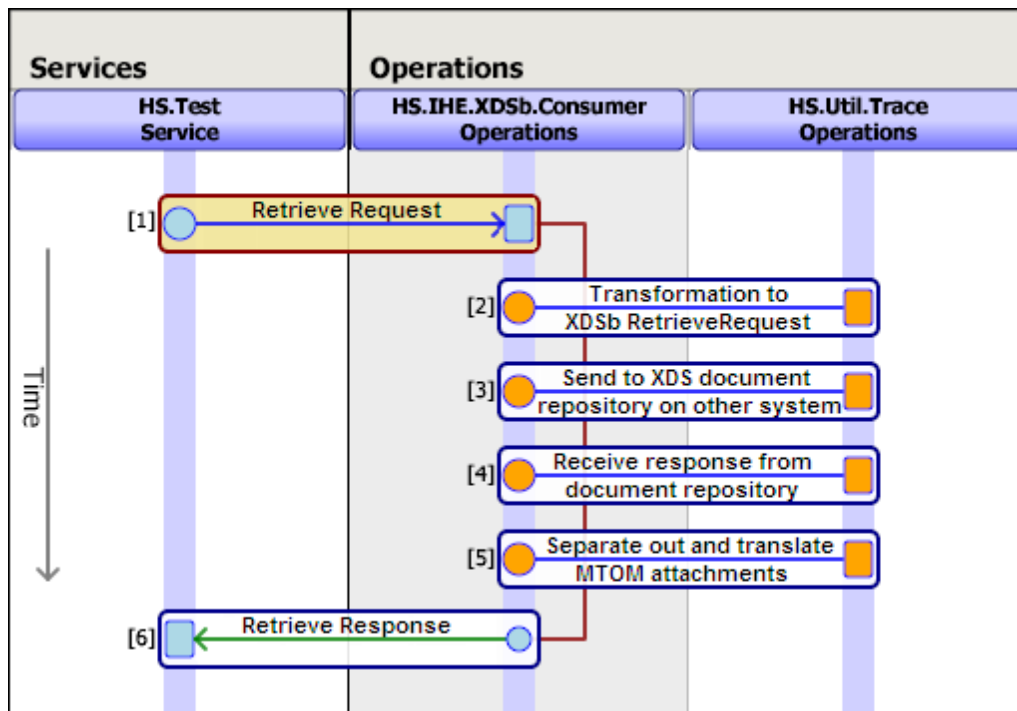 Services
Operations
HS.Test
Service
HS.IHE.XDSb.Consumer
Operations
HS.Util.Trace
Operations
[1]
Retrieve Request
[2]
Transformation to
XDSb RetrieveRequest
[3]
Send to XDS document
repository on other system
Time
[4]
Receive response from
document repository
[5]
Separate out and translate
MTOM attachments
[6]
Retrieve Response